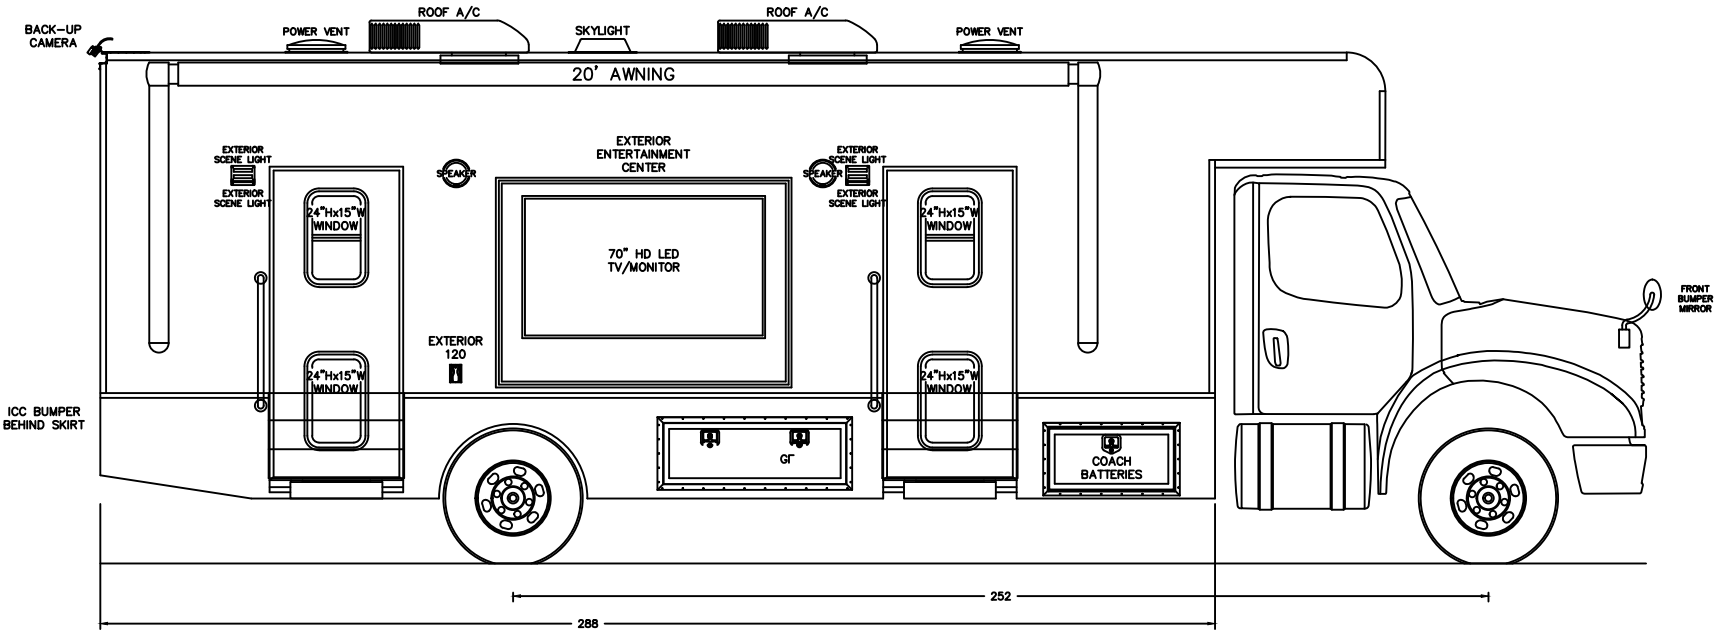 ROOF A/C
ROOF A/C
BACK-UP
CAMERA
POWER VENT
SKYLIGHT
POWER VENT
20' AWNING
EXTERIOR
SCENE LIGHT
EXTERIOR
SCENE LIGHT
SPEAKER
EXTERIOR
ENTERTAINMENT
CENTER
SPEAKER
EXTERIOR
SCENE LIGHT
EXTERIOR
SCENE LIGHT
24"Hx15"W
WINDOW
24"Hx15"W
WINDOW
70" HD LED
TV/MONITOR
FRONT
BUMPER
MIRROR
EXTERIOR
120
24"Hx15"W
WINDOW
24"Hx15"W
WINDOW
ICC BUMPER
BEHIND SKIRT
COACH
BATTERIES
252
288